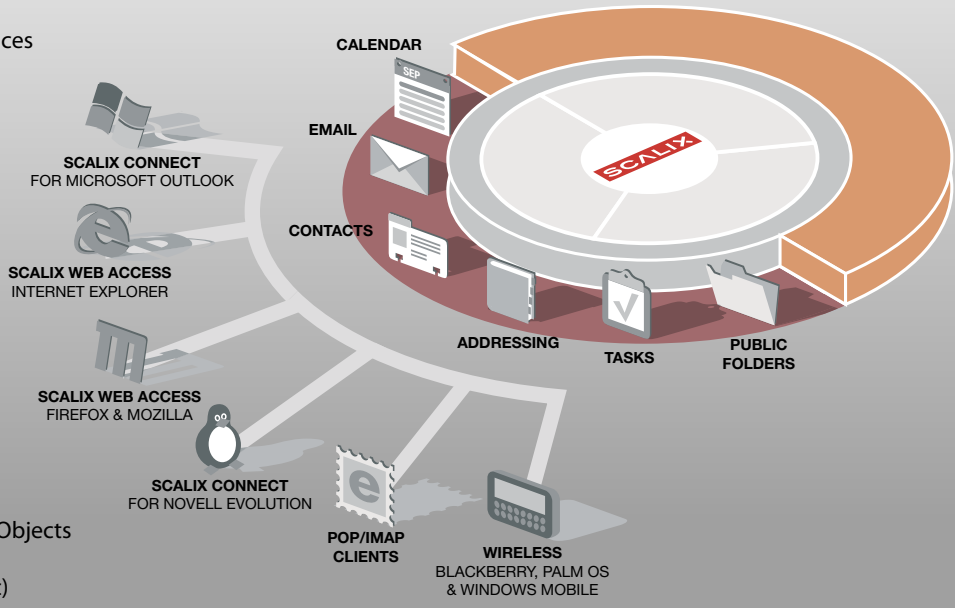 ces
CALENDAR
SEP
EMAIL
SCALIX
SCALIX CONNECT
FOR MICROSOFT OUTLOOK
CONTACTS
SCALIX WEB ACCESS
INTERNET EXPLORER
ADDRESSING
TASKS
PUBLIC
FOLDERS
SCALIX WEB ACCESS
FIREFOX & MOZILLA
SCALIX CONNECT
FOR NOVELL EVOLUTION
e
Objects
POP/IMAP
CLIENTS
WIRELESS
BLACKBERRY, PALM OS
& WINDOWS MOBILE